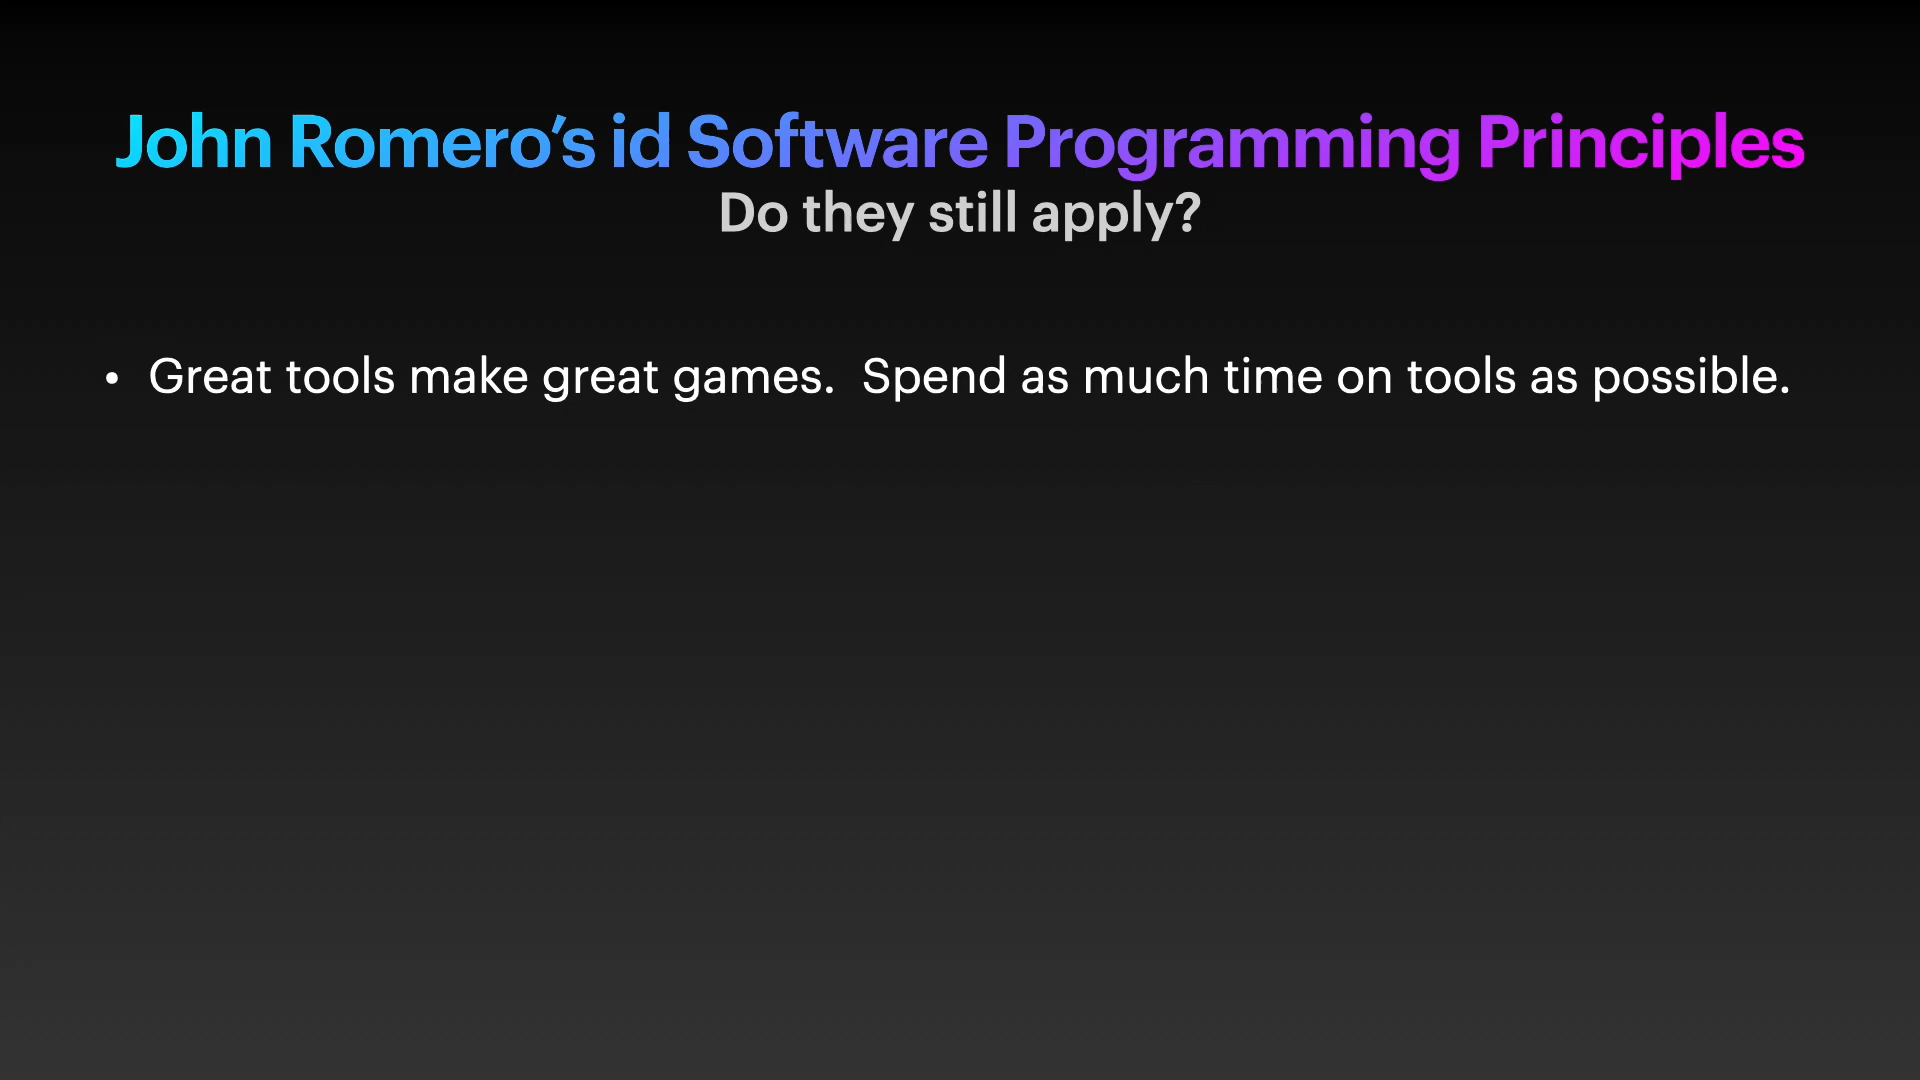 John Romero’s id Software Programming Principles
Do they still apply?
• Great tools make great games.  Spend as much time on tools as possible.